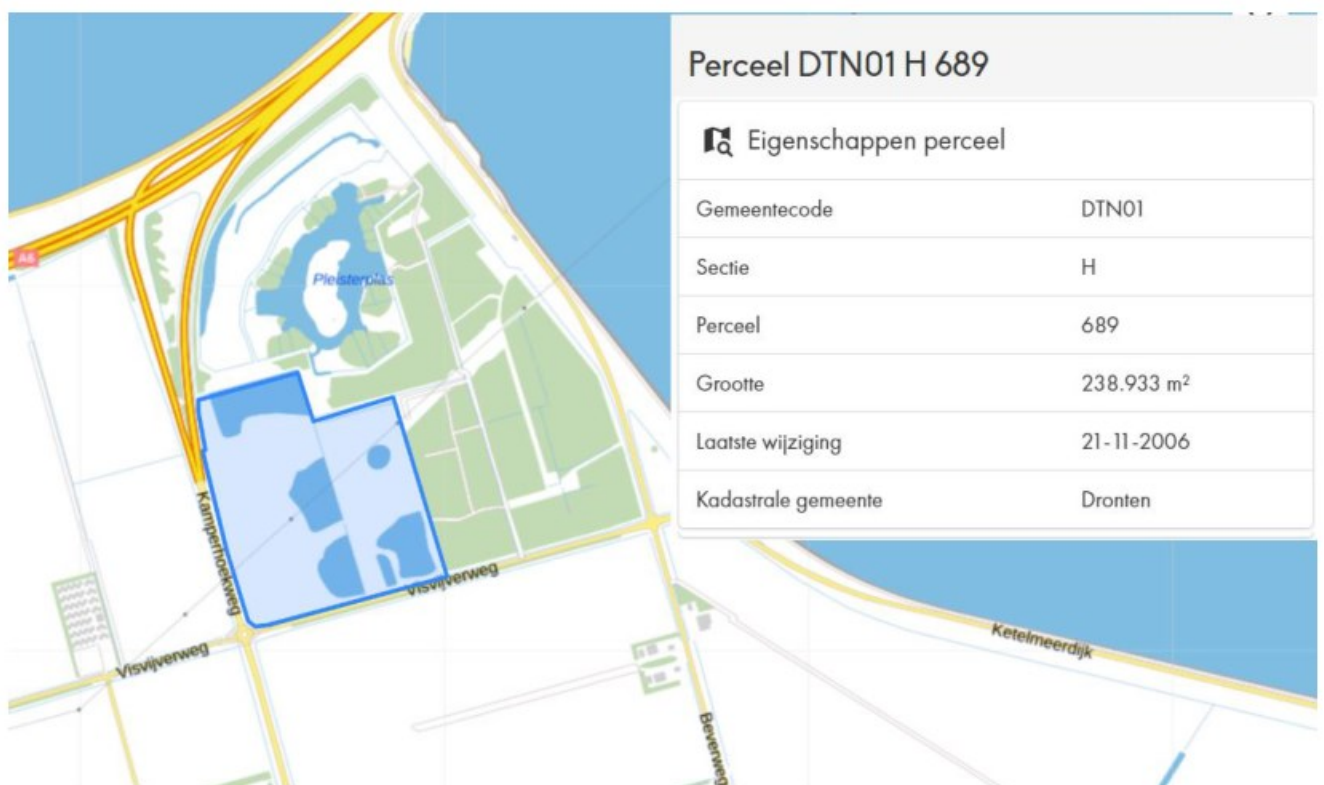 Perceel DTN01 H 689
Eigenschappen perceel
Gemeentecode DTN01
Sectie H
Perceel 689
Grootte 238.933 m²
Laatste wijziging 21-11-2006
Kadastrale gemeente Dronten
A6
Pleisterplas
Kamperhoekweg
Visvijverweg
Visvijverweg
Ketelmeerdijk
Beverweg